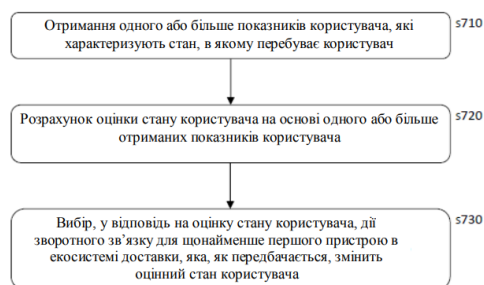 Отримання одного або більше показників користувача, які
характеризують стан, в якому перебуває користувач
s710
Розрахунок оцінки стану користувача на основі одного або більше
отриманих показників користувача
s720
Вибір, у відповідь на оцінку стану користувача, дії
зворотного зв’язку для щонайменше першого пристрою в
екосистемі доставки, яка, як передбачається, змінить
оцінний стан користувача
s730